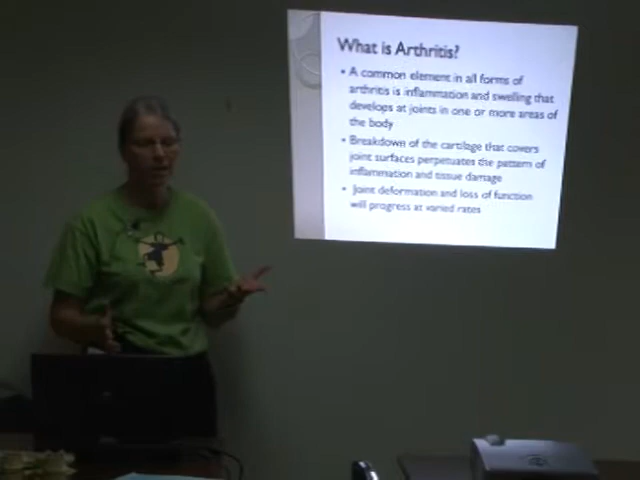 What is Arthritis?
• A common element in all forms of
arthritis is inflammation and swelling that
develops at joints in one or more areas of
the body
• Breakdown of the cartilage that covers
joint surfaces perpetuates the pattern of
inflammation and tissue damage
• Joint deformation and loss of function
will progress at varied rates